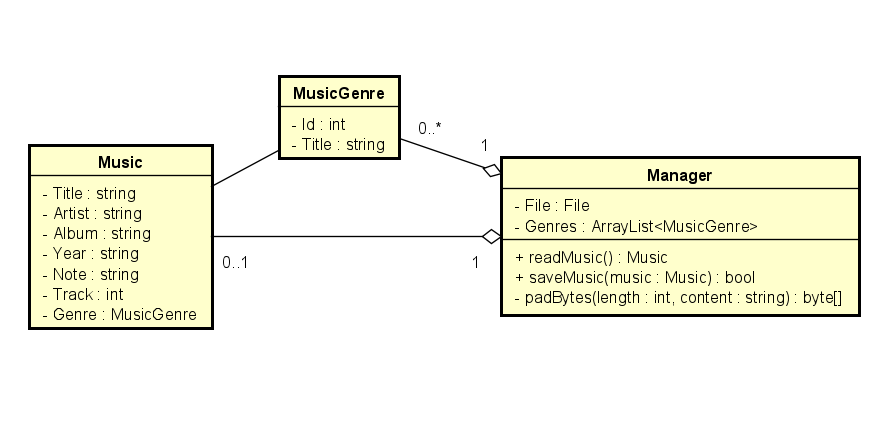 MusicGenre
- Id : int
- Title : string
0..*
1
Music
- Title : string
- Artist : string
- Album : string
- Year : string
- Note : string
- Track : int
- Genre : MusicGenre
0..1
1
Manager
- File : File
- Genres : ArrayList<MusicGenre>
+ readMusic() : Music
+ saveMusic(music : Music) : bool
- padBytes(length : int, content : string) : byte[]